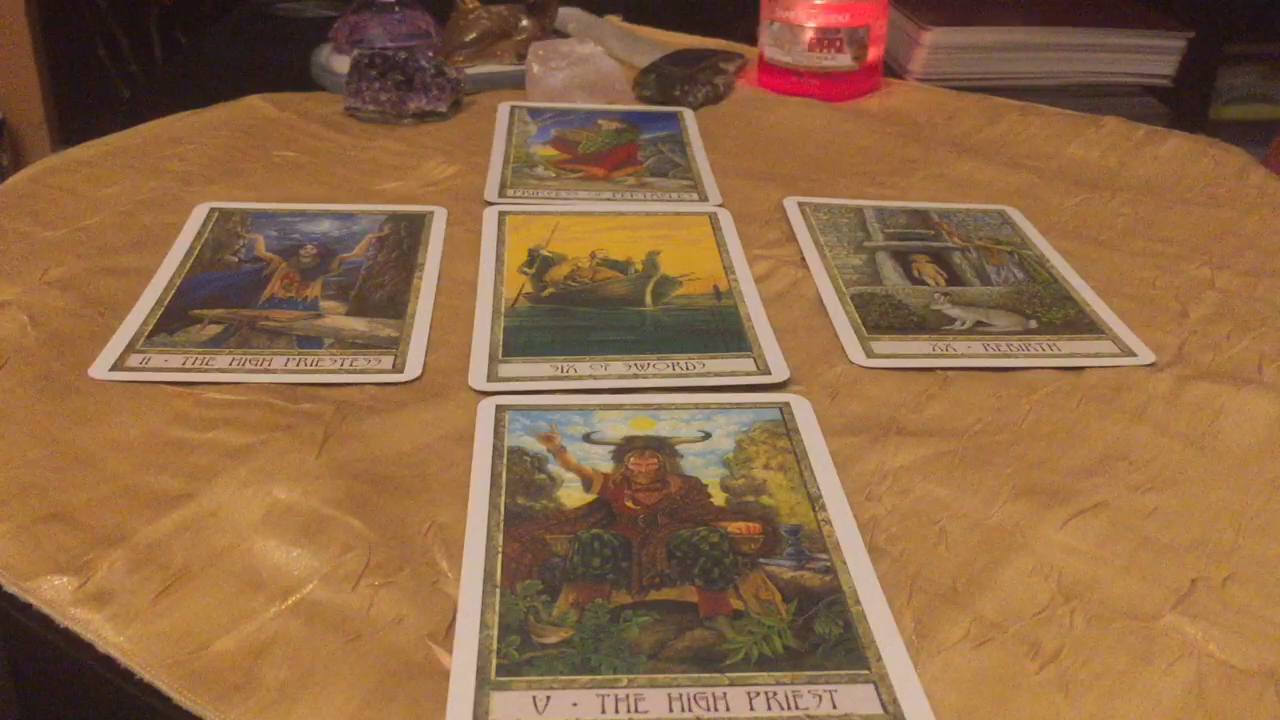 PRINCESS OF PENTACLES
II · THE HIGH PRIESTESS
SIX OF SWORDS
XX · REBIRTH
V · THE HIGH PRIEST